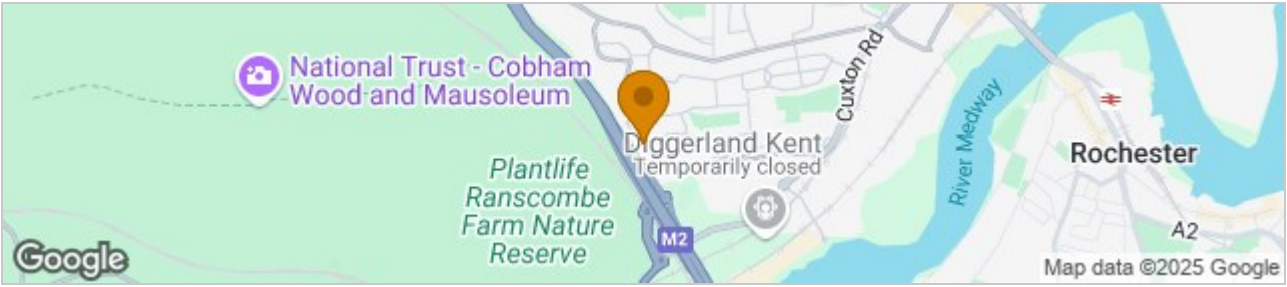 National Trust - Cobham
Wood and Mausoleum
Cuxton Rd
Diggerland Kent
Temporarily closed
River Medway
Rochester
Plantlife
Ranscombe
Farm Nature
Reserve
M2
A2
Google
Map data ©2025 Google